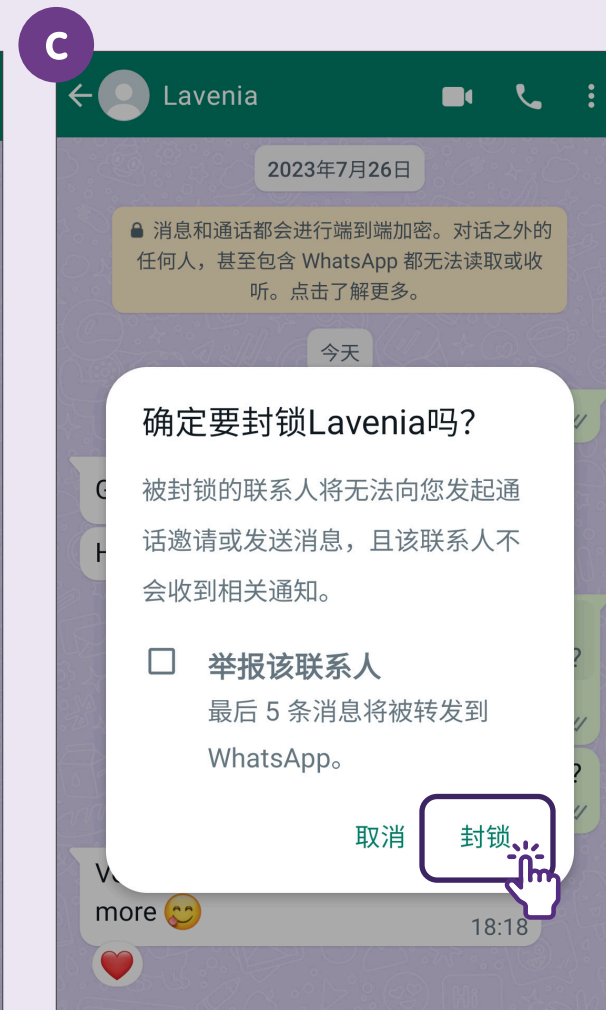 C
Lavenia
2023年7月26日
消息和通话都会进行端到端加密。对话之外的
任何人，甚至包含 WhatsApp 都无法读取或收
听。点击了解更多。
今天
确定要封锁Lavenia吗？
被封锁的联系人将无法向您发起通
话邀请或发送消息，且该联系人不
会收到相关通知。
举报该联系人
最后 5 条消息将被转发到
WhatsApp。
取消
封锁
more 😋
18:18